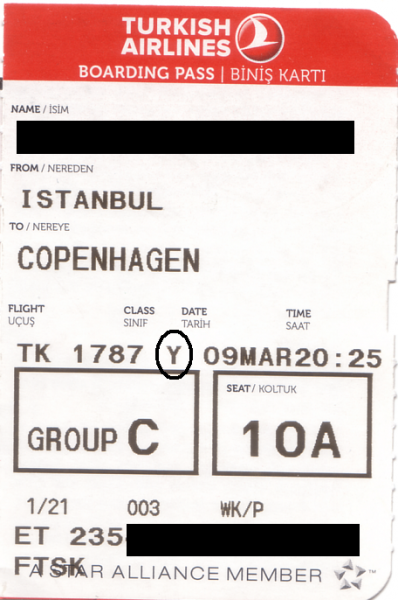 TURKISH
AIRLINES
BOARDING PASS | BİNİŞ KARTI
NAME / İSİM
FROM / NEREDEN
ISTANBUL
TO / NEREYE
COPENHAGEN
FLIGHT CLASS DATE TIME
UÇUŞ SINIF TARİH SAAT
TK 1787 Y 09MAR20:25
SEAT / KOLTUK
GROUP C 10A
1/21 003 WK/P
ET 235
FTSK
A STAR ALLIANCE MEMBER ™